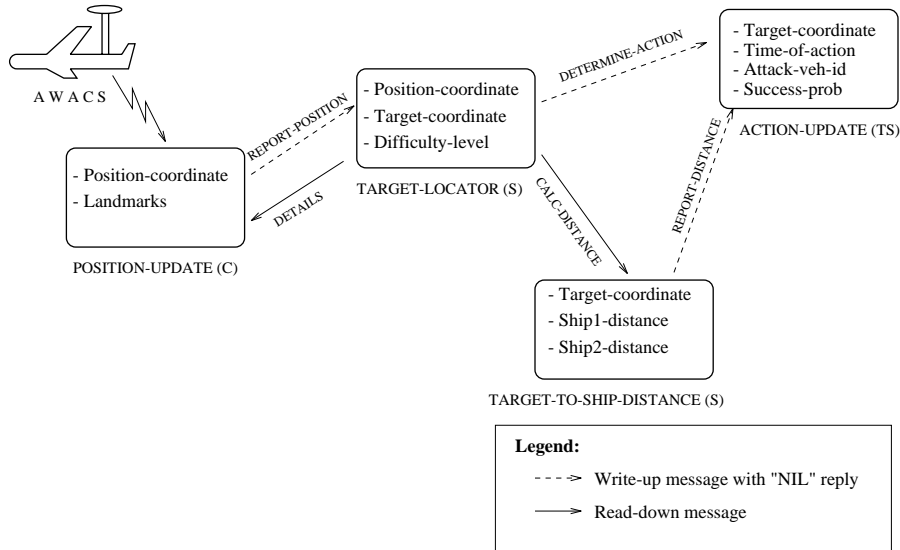 A W A C S
- Position-coordinate
- Landmarks
POSITION-UPDATE (C)
REPORT-POSITION
DETAILS
- Position-coordinate
- Target-coordinate
- Difficulty-level
TARGET-LOCATOR (S)
DETERMINE-ACTION
CALC-DISTANCE
- Target-coordinate
- Time-of-action
- Attack-veh-id
- Success-prob
ACTION-UPDATE (TS)
REPORT-DISTANCE
- Target-coordinate
- Ship1-distance
- Ship2-distance
TARGET-TO-SHIP-DISTANCE (S)
Legend:
Write-up message with "NIL" reply
Read-down message